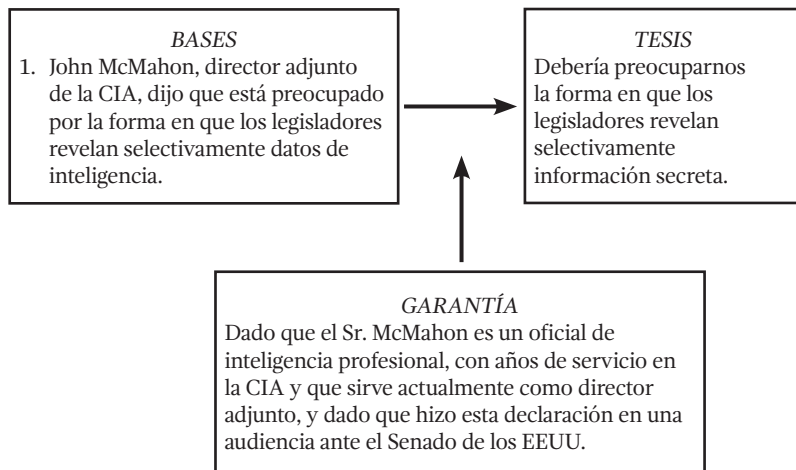 BASES
1. John McMahon, director adjunto
de la CIA, dijo que está preocupado
por la forma en que los legisladores
revelan selectivamente datos de
inteligencia.
TESIS
Debería preocuparnos
la forma en que los
legisladores revelan
selectivamente
información secreta.
GARANTÍA
Dado que el Sr. McMahon es un oficial de
inteligencia profesional, con años de servicio en
la CIA y que sirve actualmente como director
adjunto, y dado que hizo esta declaración en una
audiencia ante el Senado de los EEUU.